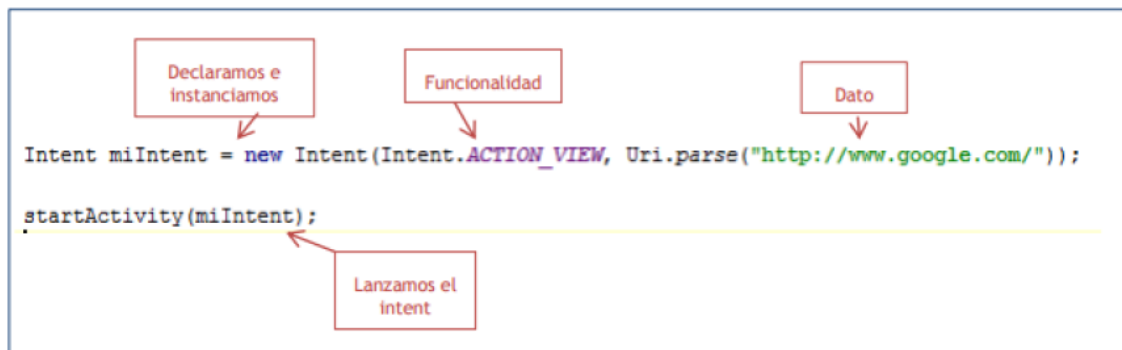 Declaramos e
instanciamos
Funcionalidad
Dato
Intent miIntent = new Intent(Intent.ACTION_VIEW, Uri.parse("http://www.google.com/"));
startActivity(miIntent);
Lanzamos el
intent